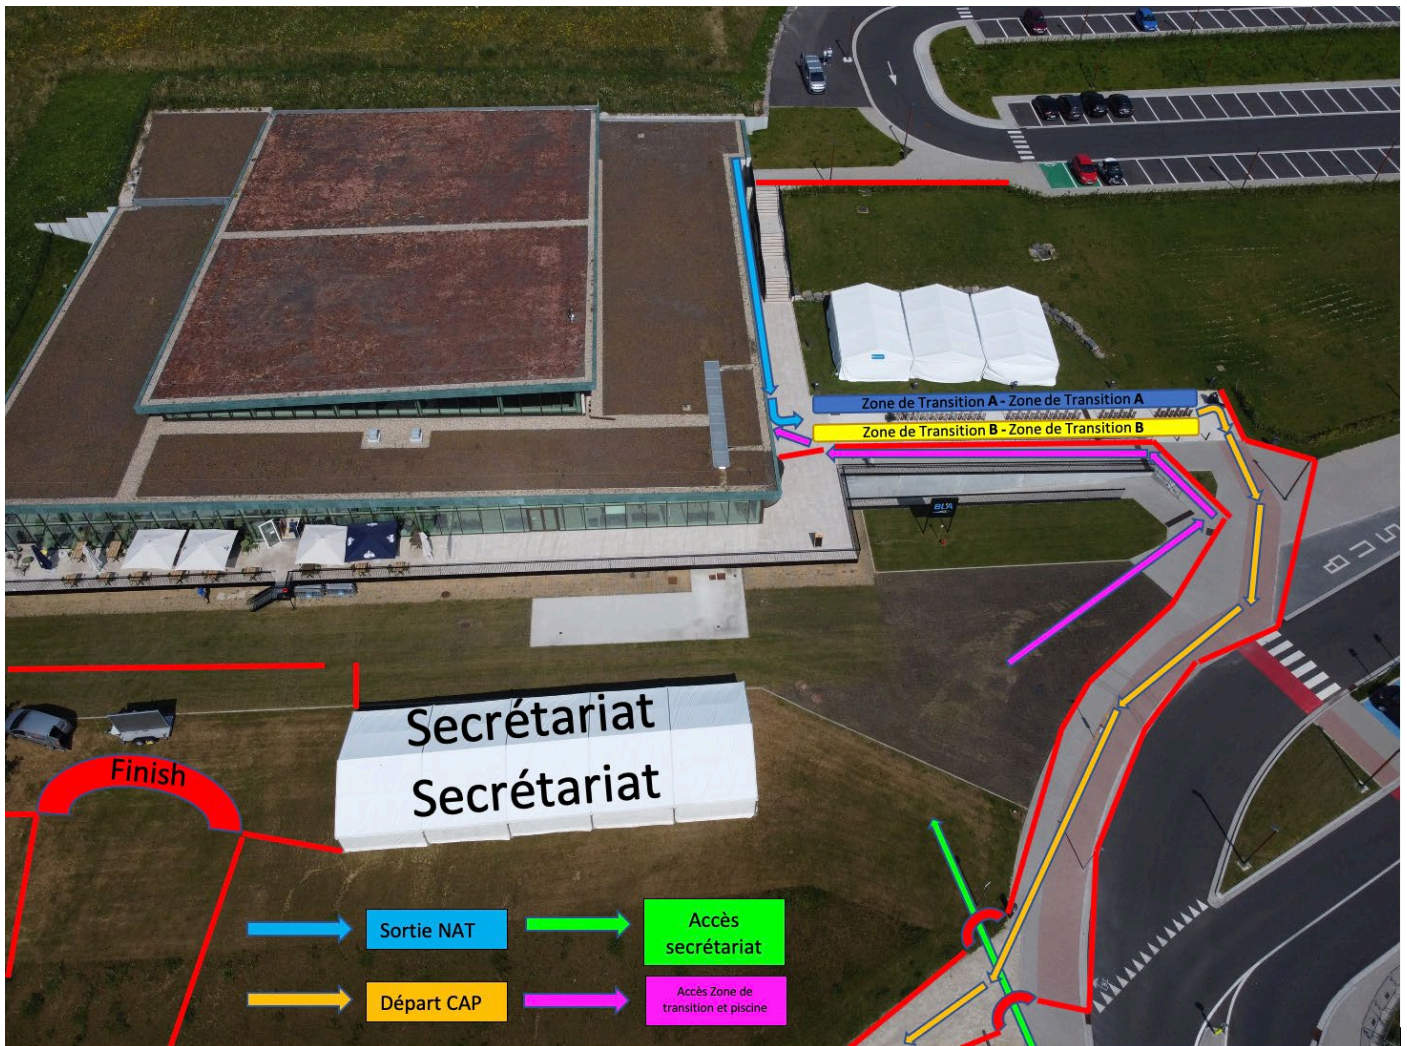 Zone de Transition A - Zone de Transition A
Zone de Transition B - Zone de Transition B
BUS
Secrétariat
Secrétariat
Finish
Sortie NAT
Accès
secrétariat
Départ CAP
Accès Zone de
transition et piscine